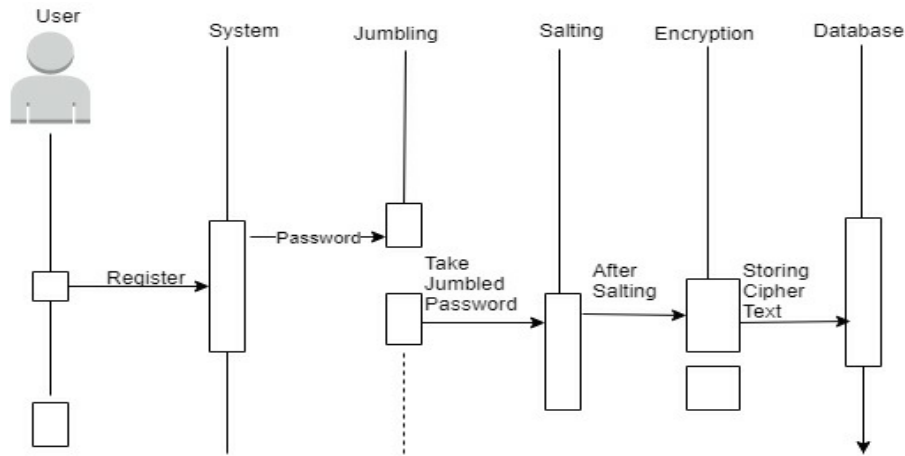 User
System
Jumbling
Salting
Encryption
Database
Password
Register
Take
Jumbled
Password
After
Salting
Storing
Cipher
Text